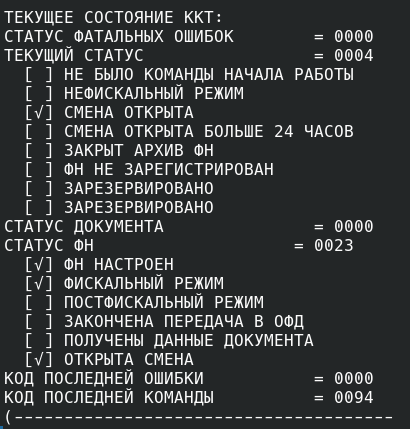 ТЕКУЩЕЕ СОСТОЯНИЕ ККТ:
СТАТУС ФАТАЛЬНЫХ ОШИБОК = 0000
ТЕКУЩИЙ СТАТУС = 0004
[ ] НЕ БЫЛО КОМАНДЫ НАЧАЛА РАБОТЫ
[ ] НЕФИСКАЛЬНЫЙ РЕЖИМ
[√] СМЕНА ОТКРЫТА
[ ] СМЕНА ОТКРЫТА БОЛЬШЕ 24 ЧАСОВ
[ ] ЗАКРЫТ АРХИВ ФН
[ ] ФН НЕ ЗАРЕГИСТРИРОВАН
[ ] ЗАРЕЗЕРВИРОВАНО
[ ] ЗАРЕЗЕРВИРОВАНО
СТАТУС ДОКУМЕНТА = 0000
СТАТУС ФН = 0023
[√] ФН НАСТРОЕН
[√] ФИСКАЛЬНЫЙ РЕЖИМ
[ ] ПОСТФИСКАЛЬНЫЙ РЕЖИМ
[ ] ЗАКОНЧЕНА ПЕРЕДАЧА В ОФД
[ ] ПОЛУЧЕНЫ ДАННЫЕ ДОКУМЕНТА
[√] ОТКРЫТА СМЕНА
КОД ПОСЛЕДНЕЙ ОШИБКИ = 0000
КОД ПОСЛЕДНЕЙ КОМАНДЫ = 0094
(--------------------------------------